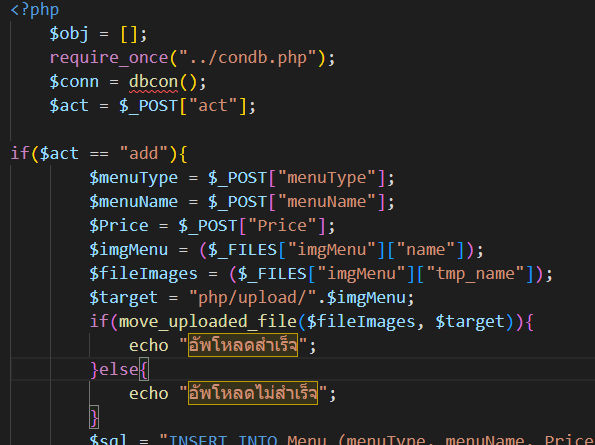 <?php
$obj = [];
require_once("../condb.php");
$conn = dbcon();
$act = $_POST["act"];
if($act == "add"){
$menuType = $_POST["menuType"];
$menuName = $_POST["menuName"];
$Price = $_POST["Price"];
$imgMenu = ($_FILES["imgMenu"]["name"]);
$fileImages = ($_FILES["imgMenu"]["tmp_name"]);
$target = "php/upload/".$imgMenu;
if(move_uploaded_file($fileImages, $target)){
echo "อัพโหลดสำเร็จ";
}else{
echo "อัพโหลดไม่สำเร็จ";
}
$sql = "INSERT INTO Menu (menuType, menuName, Price